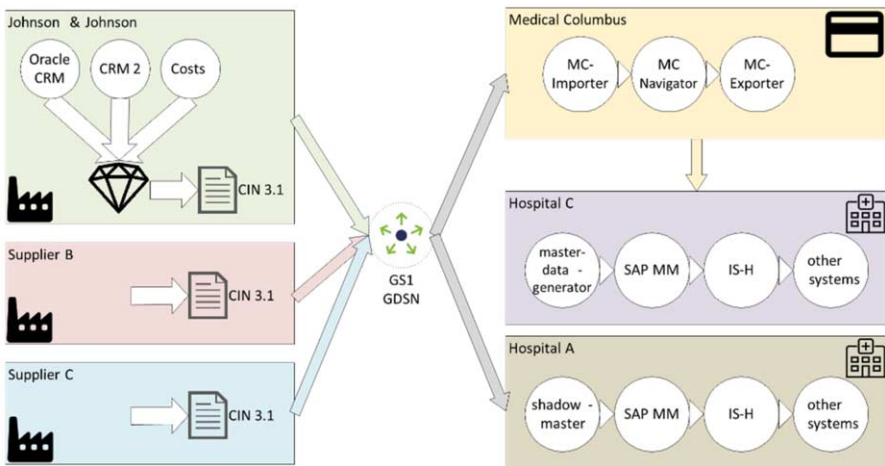 Johnson & Johnson
Oracle
CRM
CRM 2
Costs
CIN 3.1
Supplier B
CIN 3.1
Supplier C
CIN 3.1
GS1
GDSN
Medical Columbus
MC-
Importer
MC
Navigator
MC-
Exporter
Hospital C
master-
data -
generator
SAP MM
IS-H
other
systems
Hospital A
shadow -
master
SAP MM
IS-H
other
systems